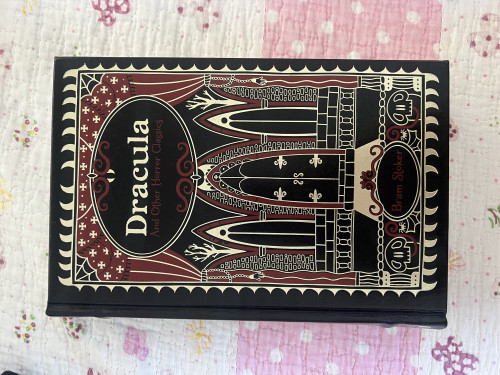 Dracula
And Other Horror Classics
Bram Stoker